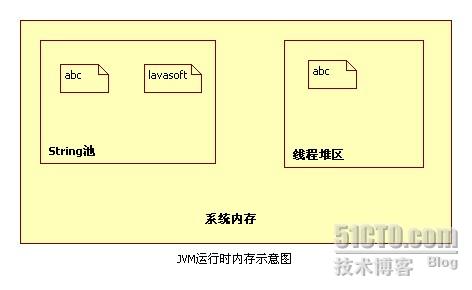 abc
lavasoft
abc
String池
线程堆区
系统内存
JVM运行时内存示意图
51CTO.com
技术博客 Blog